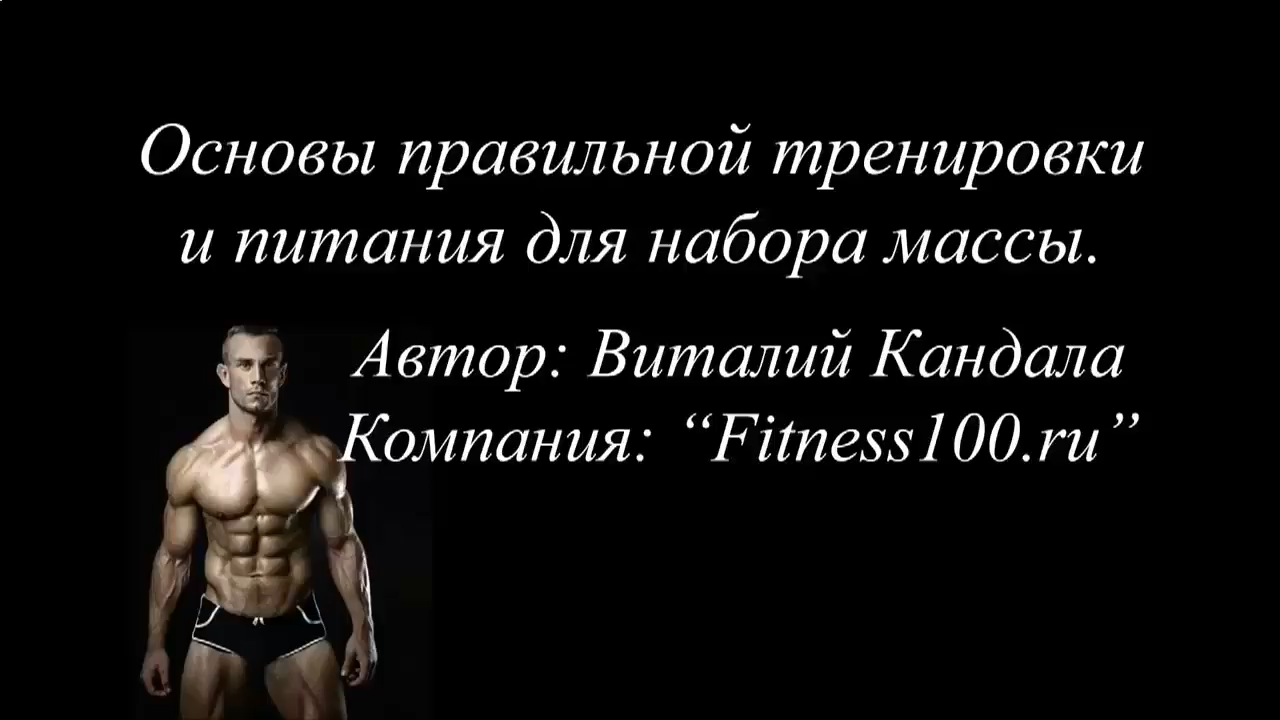 Основы правильной тренировки
и питания для набора массы.
Автор: Виталий Кандала
Компания: “Fitness100.ru”